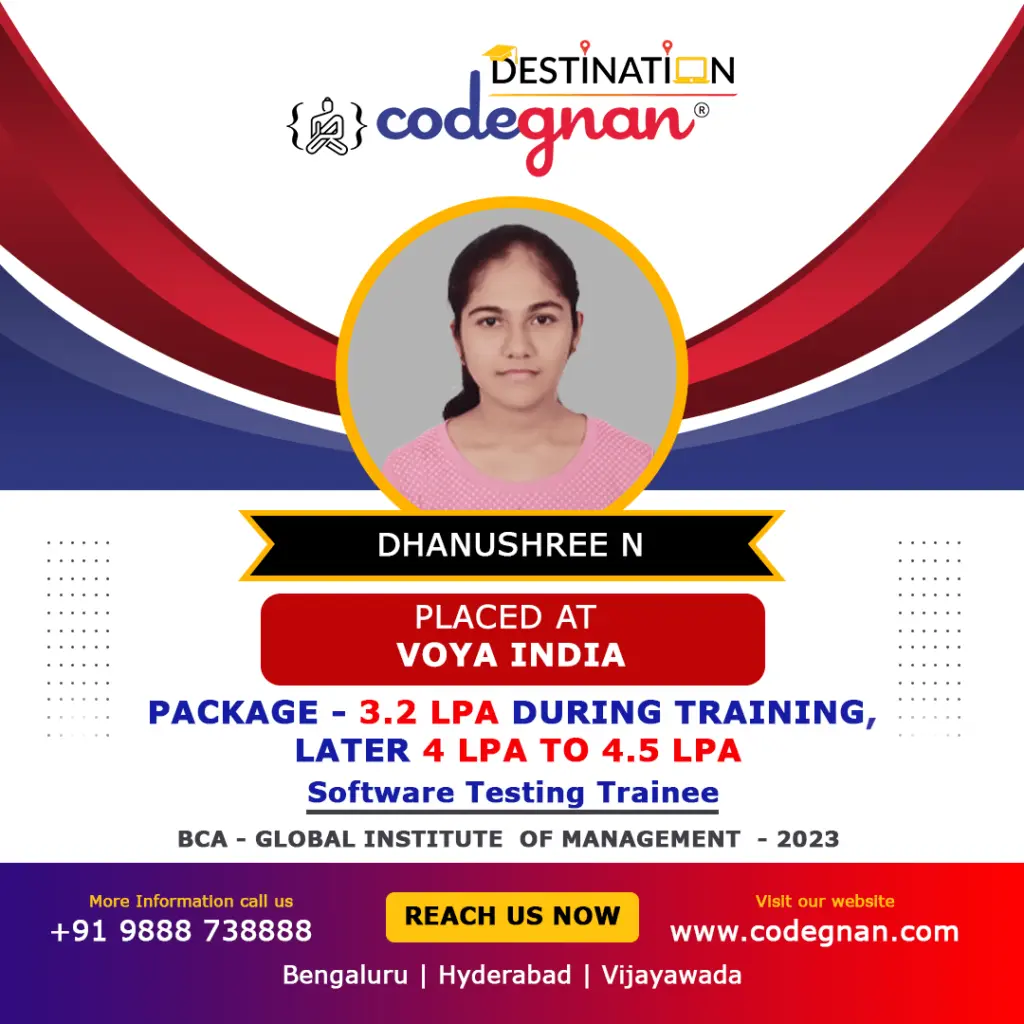 DESTINATION
codegnan®
DHANUSHREE N
PLACED AT
VOYA INDIA
PACKAGE - 3.2 LPA DURING TRAINING,
LATER 4 LPA TO 4.5 LPA
Software Testing Trainee
BCA - GLOBAL INSTITUTE OF MANAGEMENT - 2023
More Information call us
+91 9888 738888
REACH US NOW
Visit our website
www.codegnan.com
Bengaluru | Hyderabad | Vijayawada